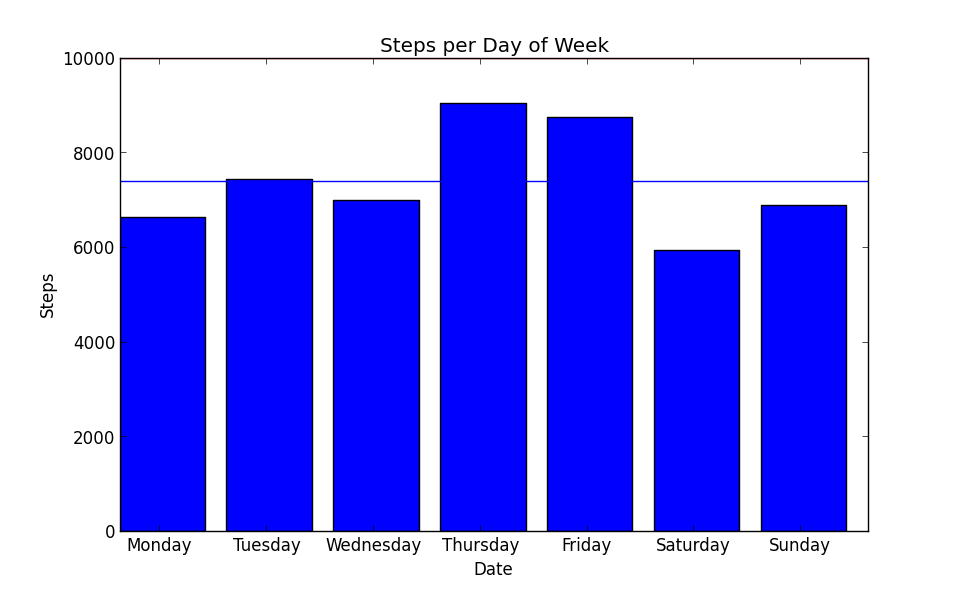 Steps per Day of Week
10000
8000
6000
4000
2000
0
Steps
Monday Tuesday Wednesday Thursday Friday Saturday Sunday
Date